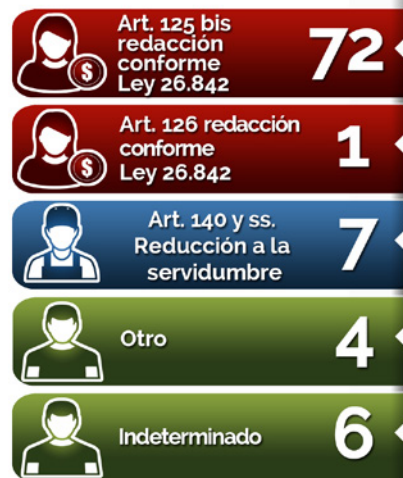 Art. 125 bis
redacción
conforme
Ley 26.842
72
$
Art. 126 redacción
conforme
Ley 26.842
1
$
Art. 140 y ss.
Reducción a la
servidumbre
7
Otro
4
Indeterminado
6